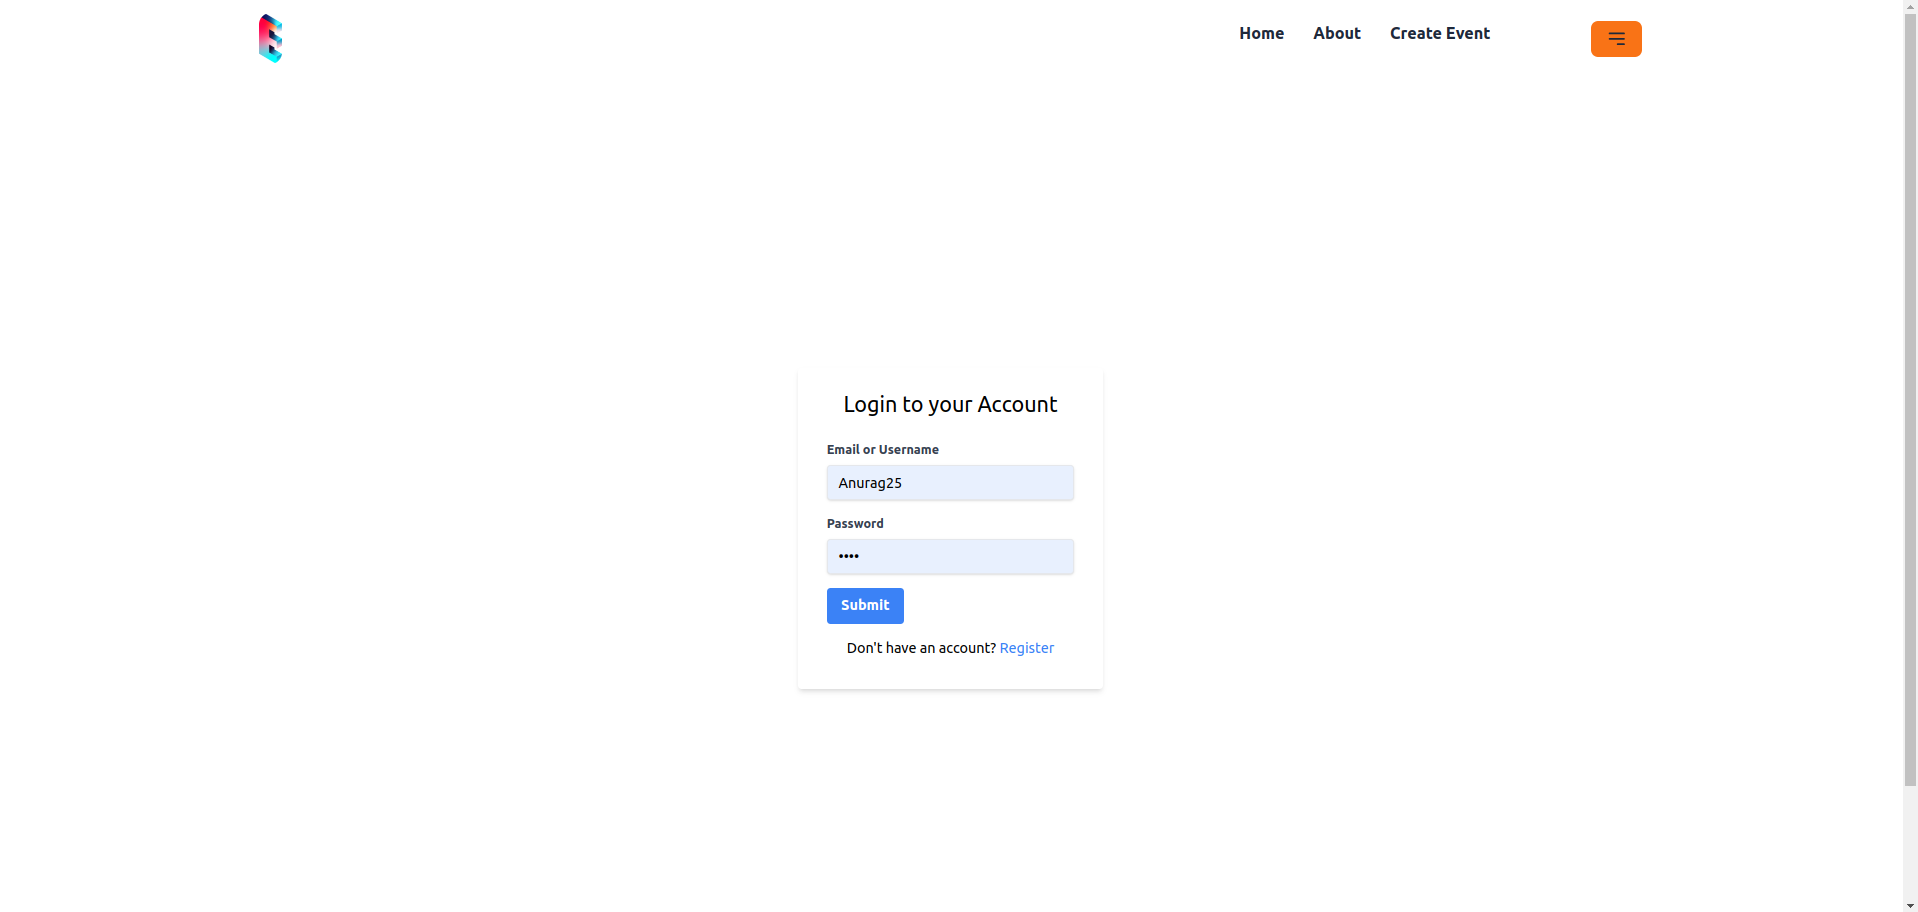 Home About Create Event
Login to your Account
Email or Username
Anurag25
Password
••••
Submit
Don't have an account? Register